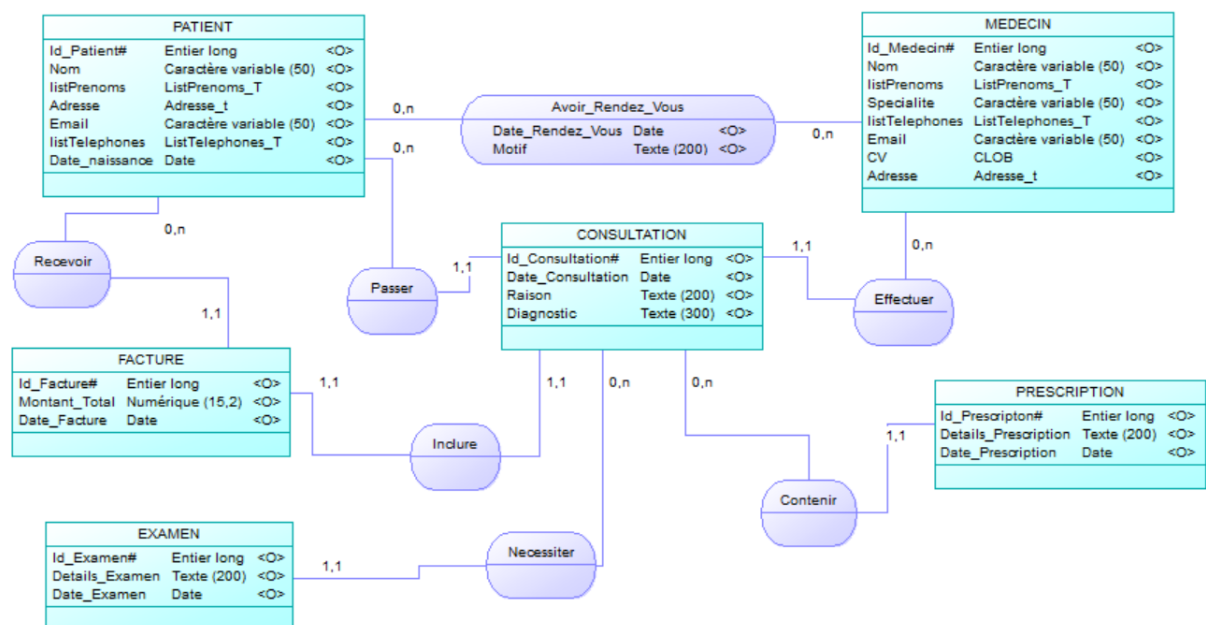 PATIENT
Id_Patient# Entier long <O>
Nom Caractère variable (50) <O>
listPrenoms ListPrenoms_T <O>
Adresse Adresse_t <O>
Email Caractère variable (50) <O>
listTelephones ListTelephones_T <O>
Date_naissance Date <O>
MEDECIN
Id_Medecin# Entier long <O>
Nom Caractère variable (50) <O>
listPrenoms ListPrenoms_T <O>
Specialite Caractère variable (50) <O>
listTelephones ListTelephones_T <O>
Email Caractère variable (50) <O>
CV CLOB <O>
Adresse Adresse_t <O>
0,n
Avoir_Rendez_Vous
Date_Rendez_Vous Date <O>
Motif Texte (200) <O>
0,n
0,n
0,n
Recevoir
1,1
Passer
1,1
CONSULTATION
Id_Consultation# Entier long <O>
Date_Consultation Date <O>
Raison Texte (200) <O>
Diagnostic Texte (300) <O>
1,1
0,n
Effectuer
FACTURE
Id_Facture# Entier long <O>
Montant_Total Numérique (15,2) <O>
Date_Facture Date <O>
1,1
Inclure
1,1
0,n
0,n
PRESCRIPTION
Id_Prescripton# Entier long <O>
Details_Prescription Texte (200) <O>
Date_Prescription Date <O>
1,1
Contenir
EXAMEN
Id_Examen# Entier long <O>
Details_Examen Texte (200) <O>
Date_Examen Date <O>
1,1
Necessiter